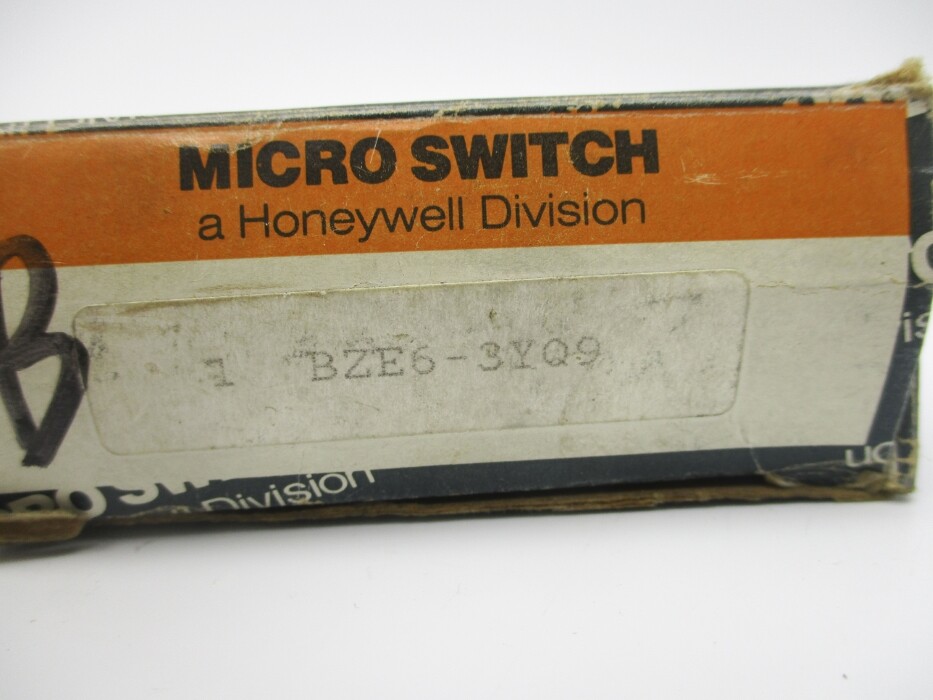 MICRO SWITCH
a Honeywell Division
B
1 BZE6-3YQ9
Division